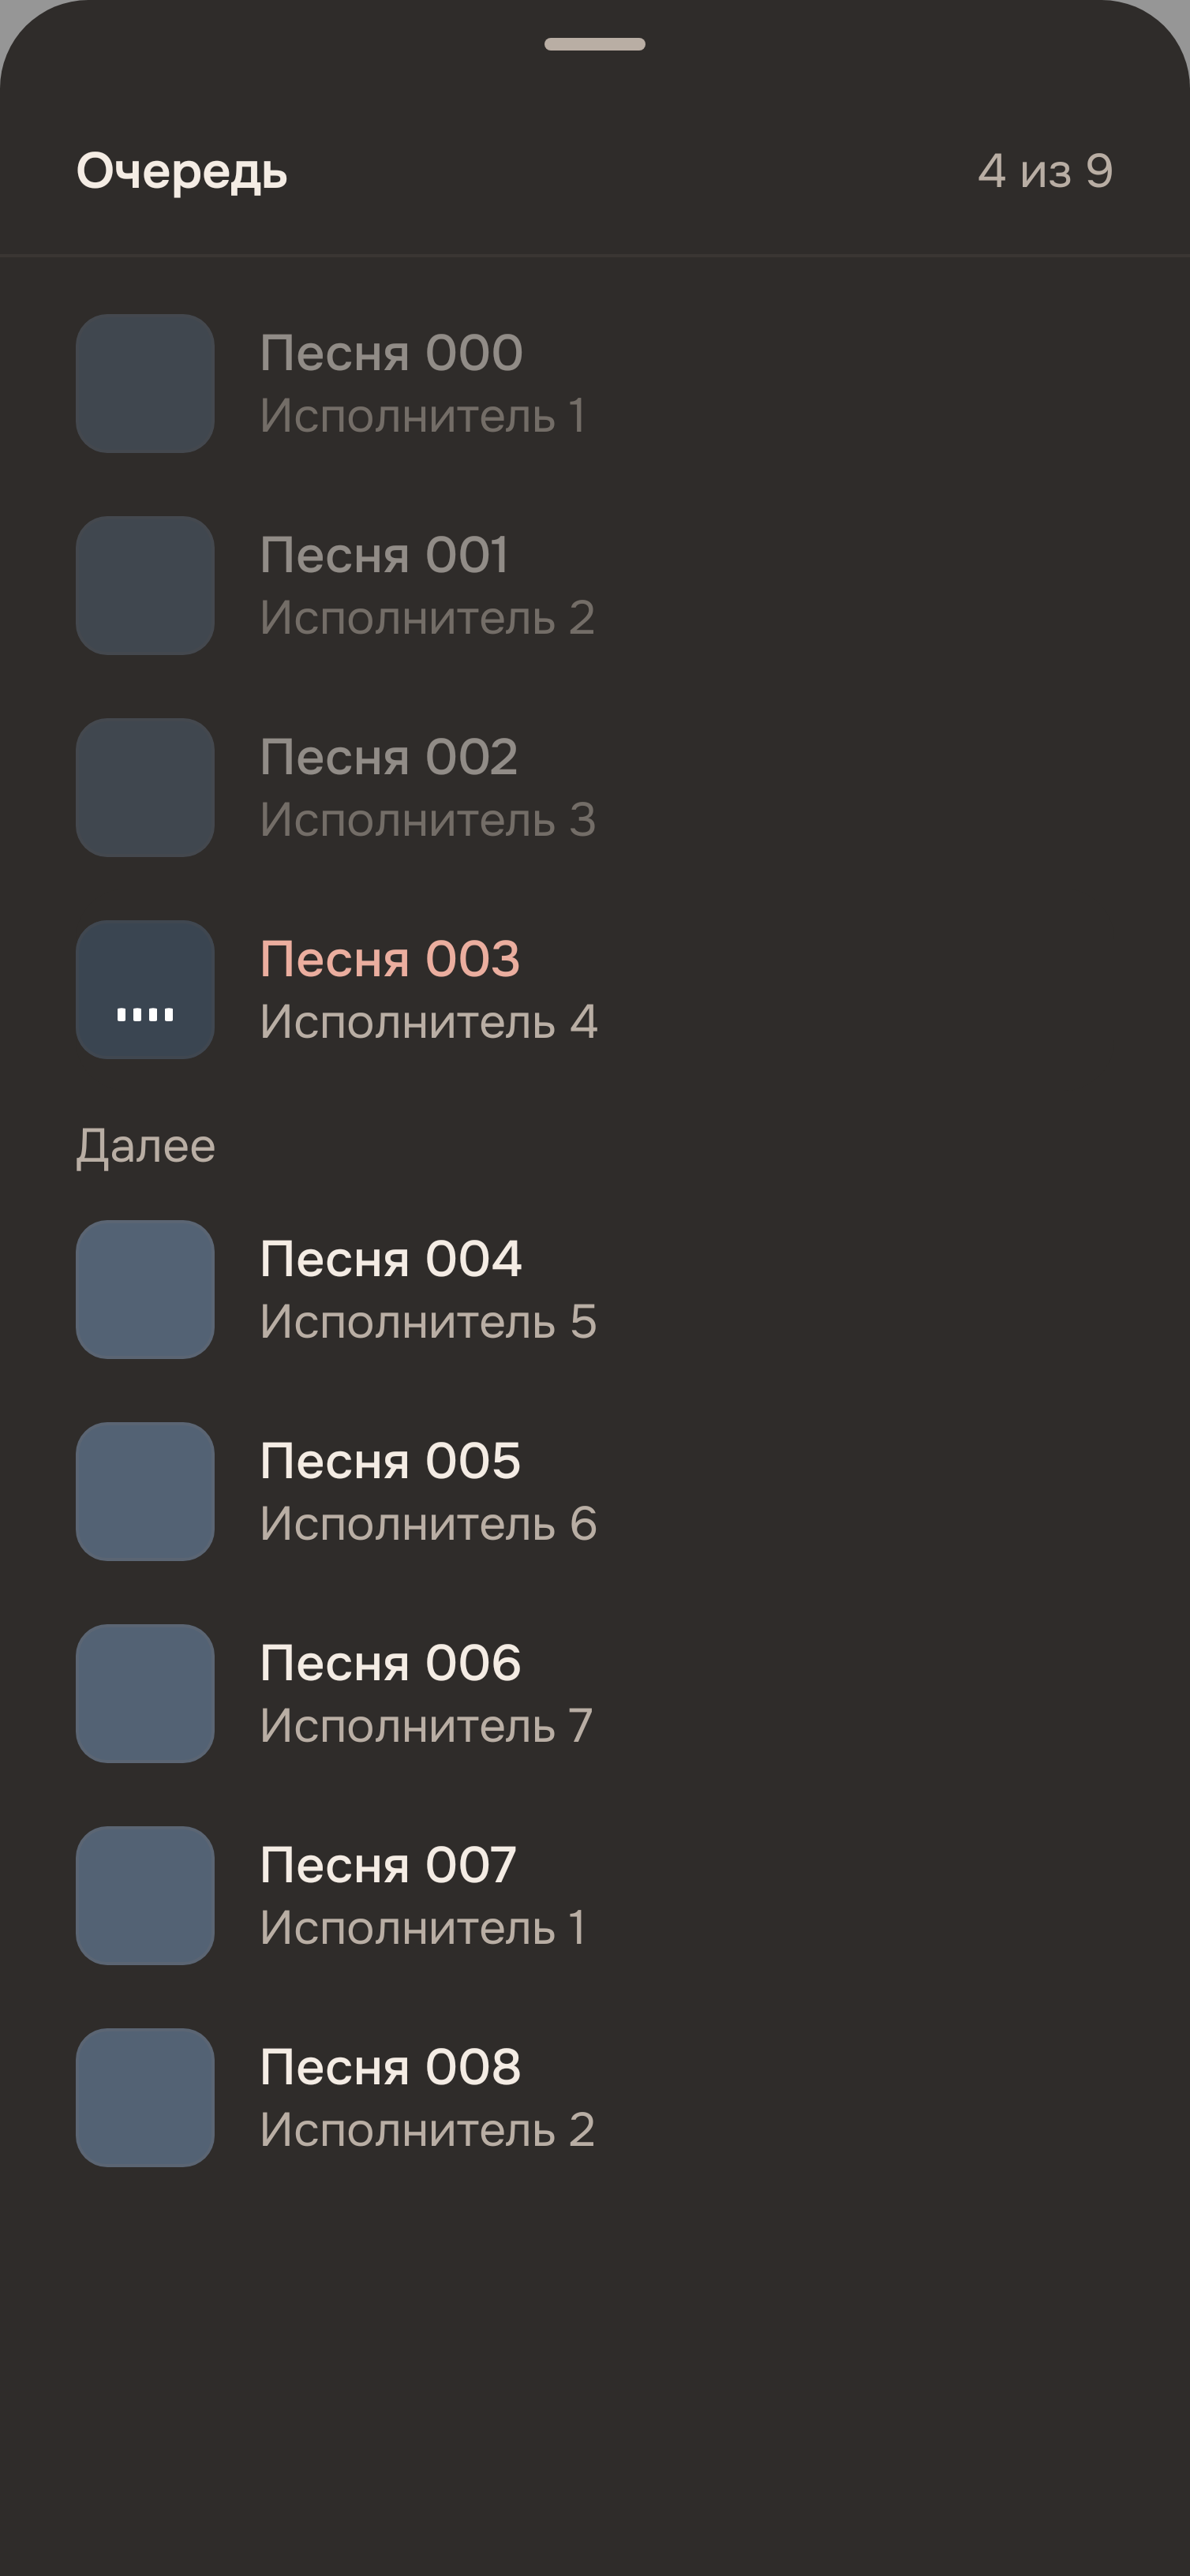 Очередь
4 из 9
Песня 000
Исполнитель 1
Песня 001
Исполнитель 2
Песня 002
Исполнитель 3
Песня 003
Исполнитель 4
Далее
Песня 004
Исполнитель 5
Песня 005
Исполнитель 6
Песня 006
Исполнитель 7
Песня 007
Исполнитель 1
Песня 008
Исполнитель 2